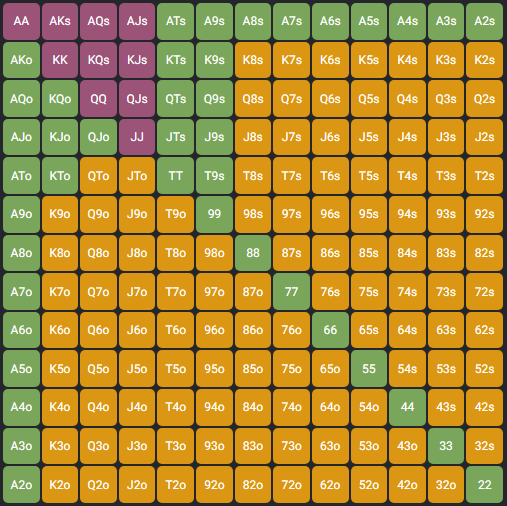 AA AKs AQs AJs ATs A9s A8s A7s A6s A5s A4s A3s A2s
AKo KK KQs KJs KTs K9s K8s K7s K6s K5s K4s K3s K2s
AQo KQo QQ QJs QTs Q9s Q8s Q7s Q6s Q5s Q4s Q3s Q2s
AJo KJo QJo JJ JTs J9s J8s J7s J6s J5s J4s J3s J2s
ATo KTo QTo JTo TT T9s T8s T7s T6s T5s T4s T3s T2s
A9o K9o Q9o J9o T9o 99 98s 97s 96s 95s 94s 93s 92s
A8o K8o Q8o J8o T8o 98o 88 87s 86s 85s 84s 83s 82s
A7o K7o Q7o J7o T7o 97o 87o 77 76s 75s 74s 73s 72s
A6o K6o Q6o J6o T6o 96o 86o 76o 66 65s 64s 63s 62s
A5o K5o Q5o J5o T5o 95o 85o 75o 65o 55 54s 53s 52s
A4o K4o Q4o J4o T4o 94o 84o 74o 64o 54o 44 43s 42s
A3o K3o Q3o J3o T3o 93o 83o 73o 63o 53o 43o 33 32s
A2o K2o Q2o J2o T2o 92o 82o 72o 62o 52o 42o 32o 22